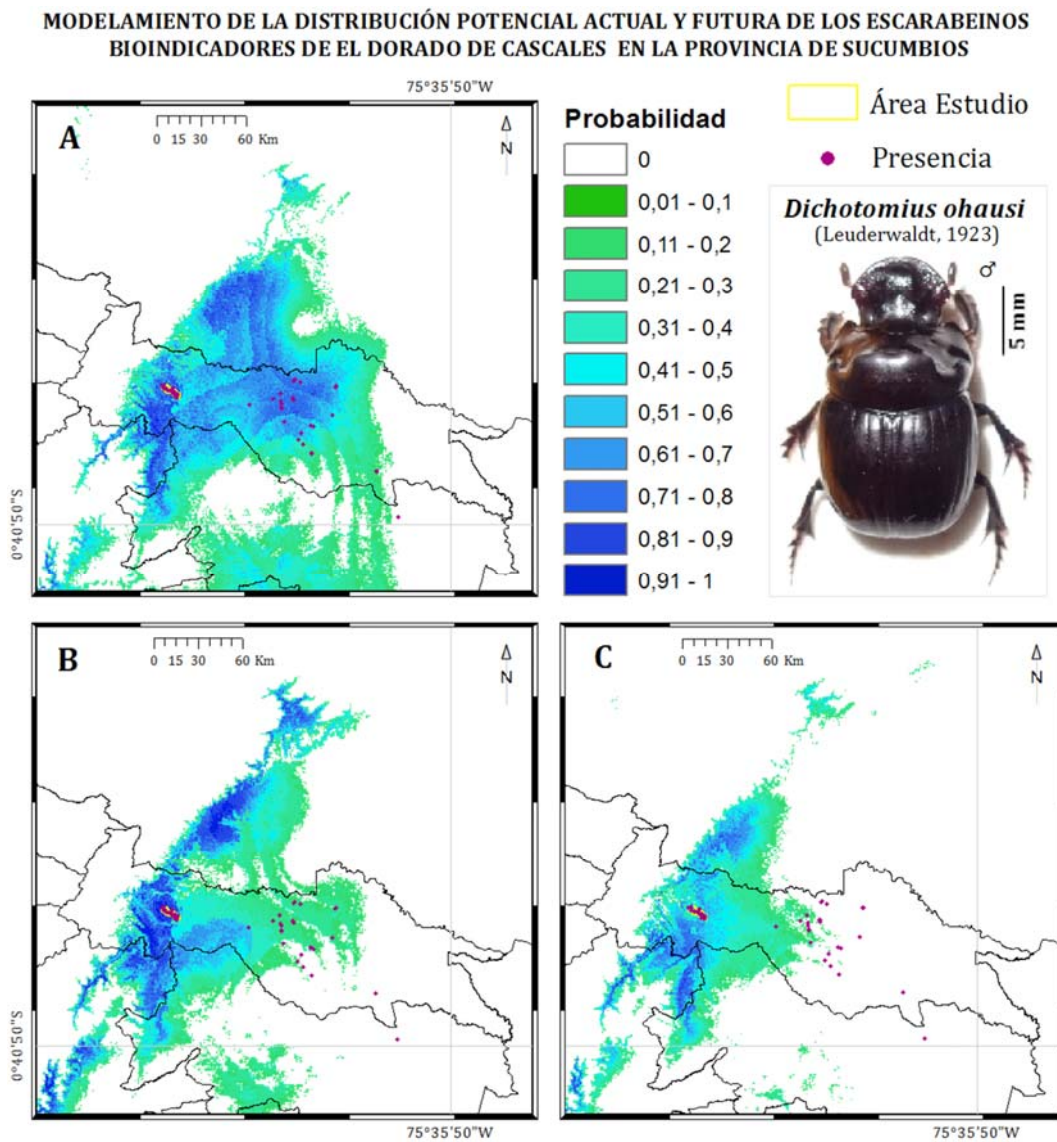 MODELAMIENTO DE LA DISTRIBUCIÓN POTENCIAL ACTUAL Y FUTURA DE LOS ESCARABEINOS
BIOINDICADORES DE EL DORADO DE CASCALES EN LA PROVINCIA DE SUCUMBIOS
75°35'50"W
A
0 15 30 60 Km
N
0°40'50"S
Probabilidad
0
0,01 - 0,1
0,11 - 0,2
0,21 - 0,3
0,31 - 0,4
0,41 - 0,5
0,51 - 0,6
0,61 - 0,7
0,71 - 0,8
0,81 - 0,9
0,91 - 1
Área Estudio
Presencia
Dichotomius ohausi
(Leuderwaldt, 1923)
♂
5 mm
B
0 15 30 60 Km
N
0°40'50"S
75°35'50"W
C
0 15 30 60 Km
N
75°35'50"W